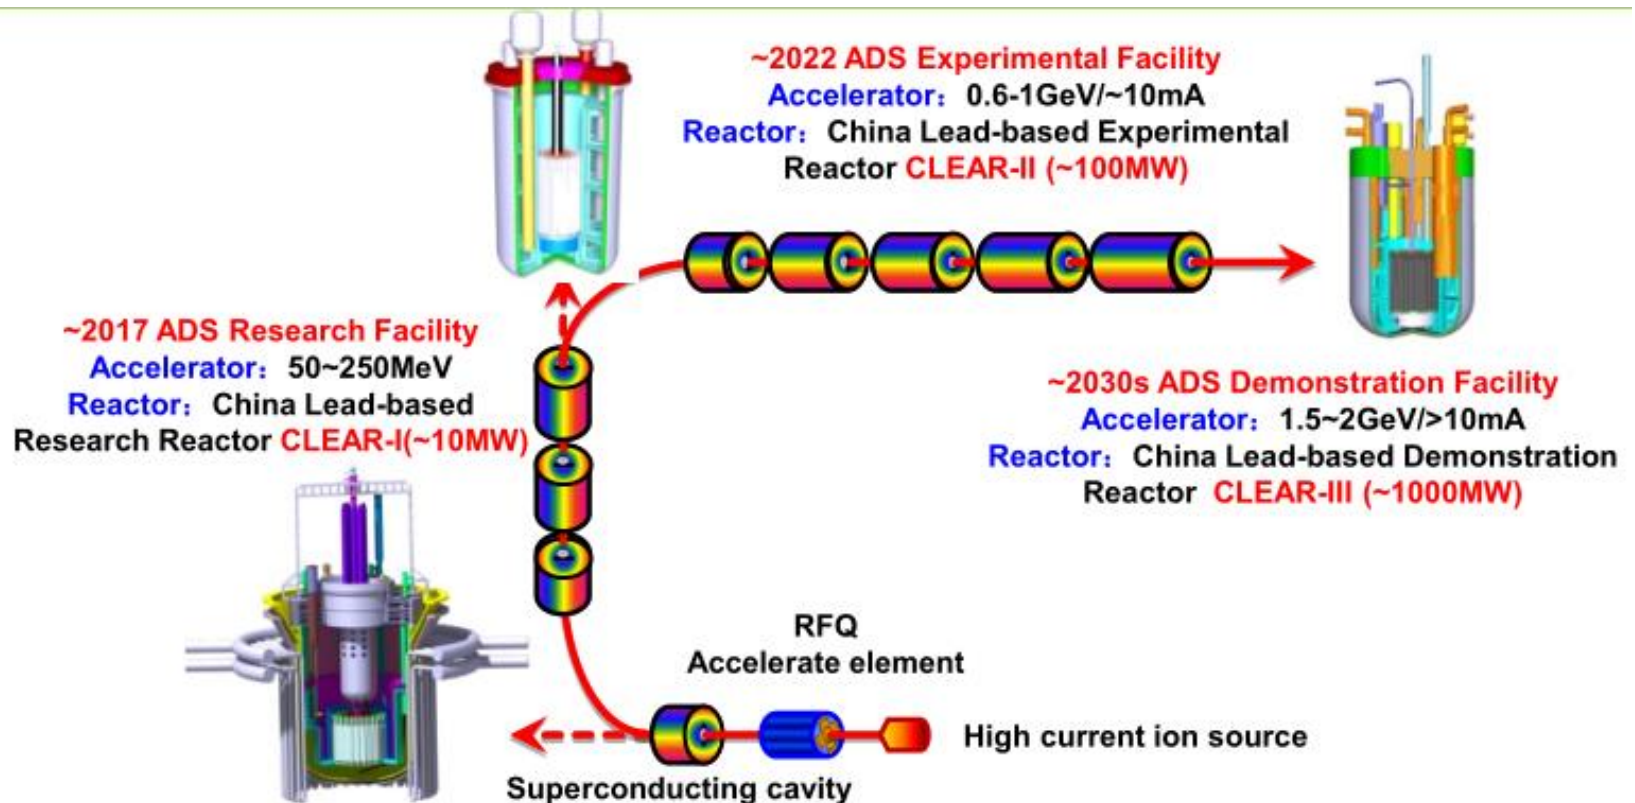 ~2022 ADS Experimental Facility
Accelerator：0.6-1GeV/~10mA
Reactor：China Lead-based Experimental
Reactor CLEAR-II (~100MW)
~2017 ADS Research Facility
Accelerator：50~250MeV
Reactor：China Lead-based
Research Reactor CLEAR-I(~10MW)
~2030s ADS Demonstration Facility
Accelerator：1.5~2GeV/>10mA
Reactor：China Lead-based Demonstration
Reactor CLEAR-III (~1000MW)
RFQ
Accelerate element
High current ion source
Superconducting cavity